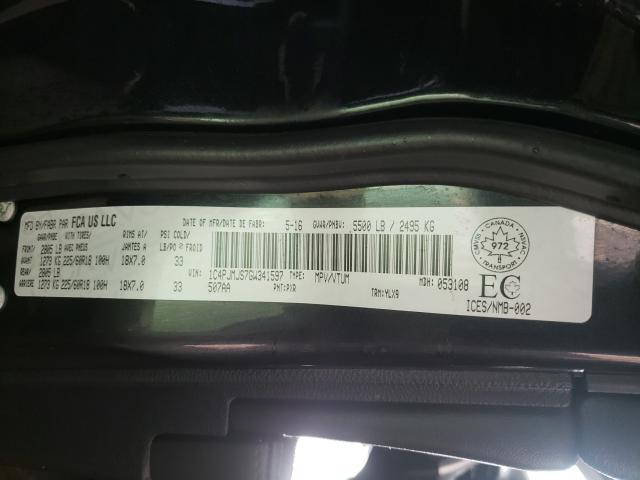 MFD BY/FABR PAR FCA US LLC
DATE OF MFR/DATE DE FABR: 5-16 GVWR/PNBV: 5500 LB / 2495 KG
GAWR/PNBE WITH TIRES/ RIMS AT/ PSI COLD/
FRONT/ 2805 LB AVEC PNEUS JANTES A LB/PO 2 FROID
AVANT 1273 KG 225/60R18 100H 18X7.0 33
REAR/ 2805 LB
ARRIERE 1273 KG 225/60R18 100H 18X7.0 33
1C4PJMJS7GW341597 TYPE: MPV/VTUM MDH: 053108
507AA PNT:PXR TRM:YLX9
CANADA
972
TRANSPORT
EC
ICES/NMB-002